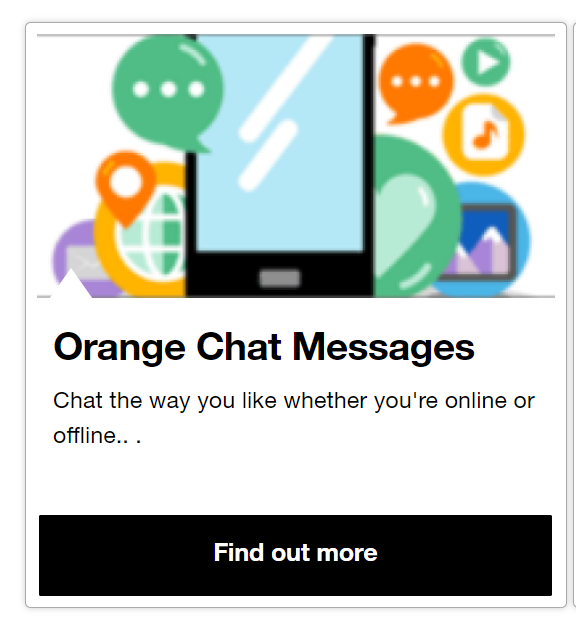 Orange Chat Messages
Chat the way you like whether you're online or
offline.. .
Find out more